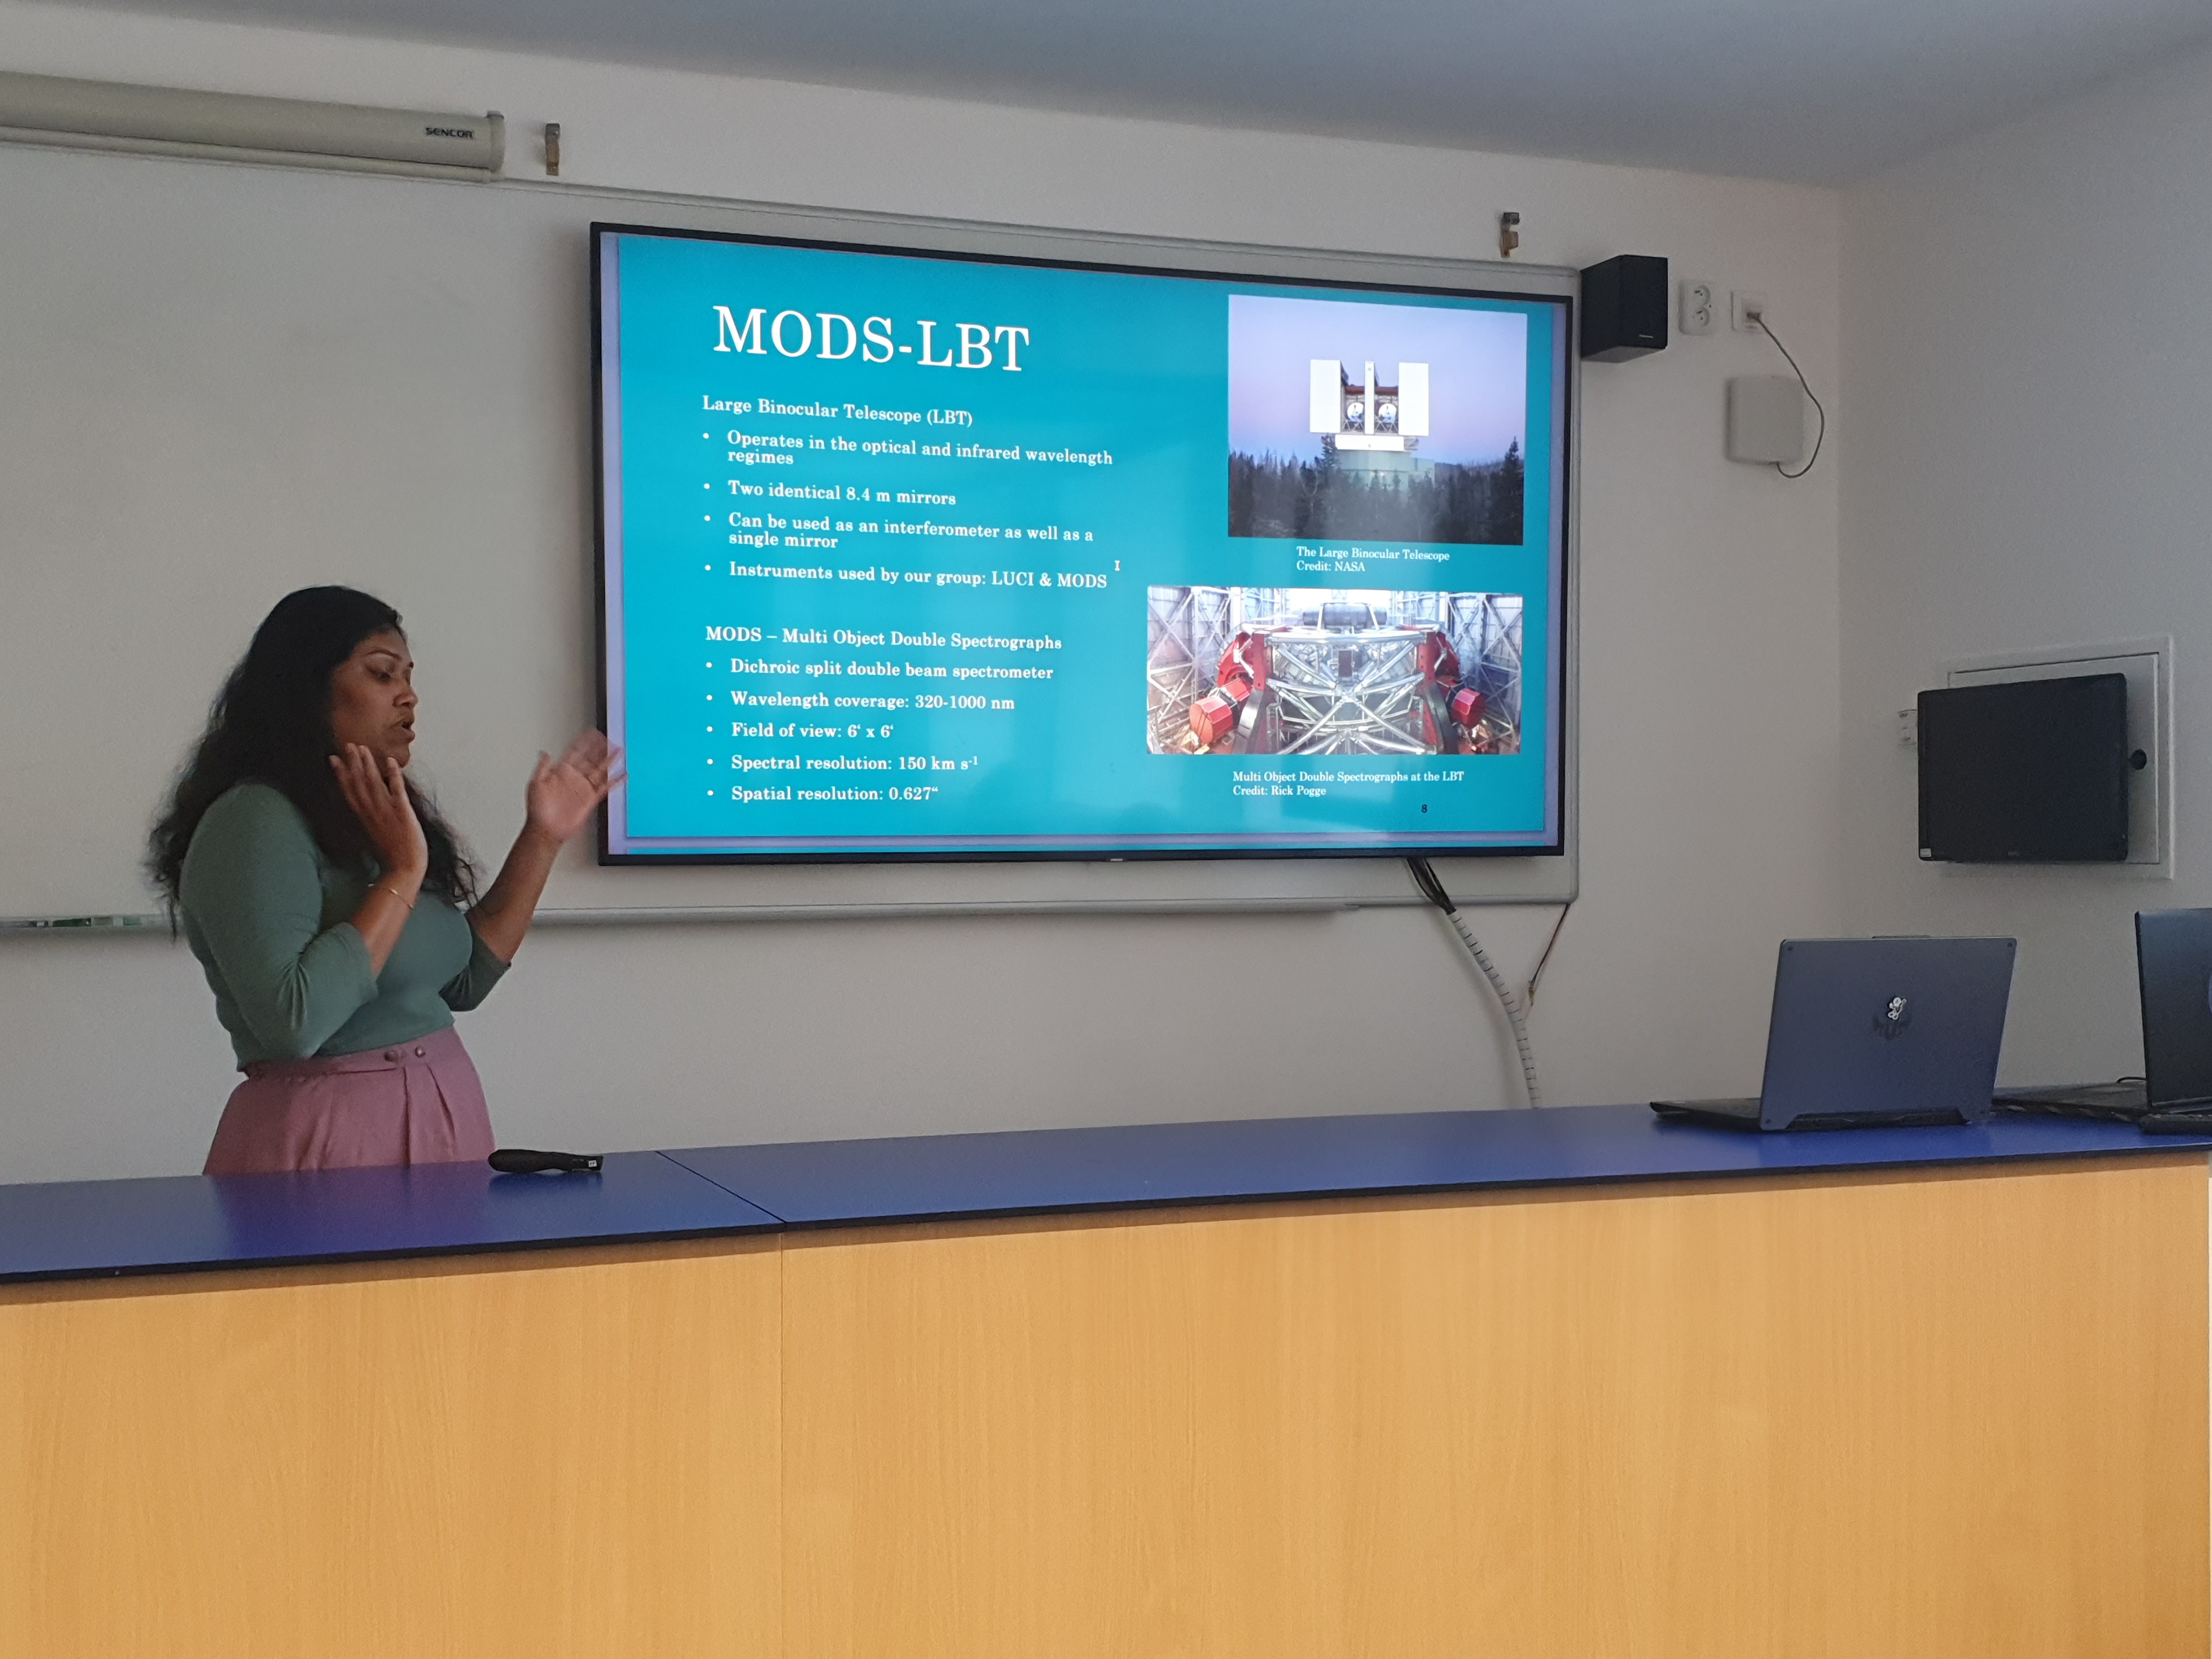 SENCOR
MODS-LBT
Large Binocular Telescope (LBT)
• Operates in the optical and infrared wavelength
regimes
• Two identical 8.4 m mirrors
• Can be used as an interferometer as well as a
single mirror
• Instruments used by our group: LUCI & MODS
MODS – Multi Object Double Spectrographs
• Dichroic split double beam spectrometer
• Wavelength coverage: 320-1000 nm
• Field of view: 6‘ x 6‘
• Spectral resolution: 150 km s⁻¹
• Spatial resolution: 0.627“
The Large Binocular Telescope
Credit: NASA
Multi Object Double Spectrographs at the LBT
Credit: Rick Pogge
8